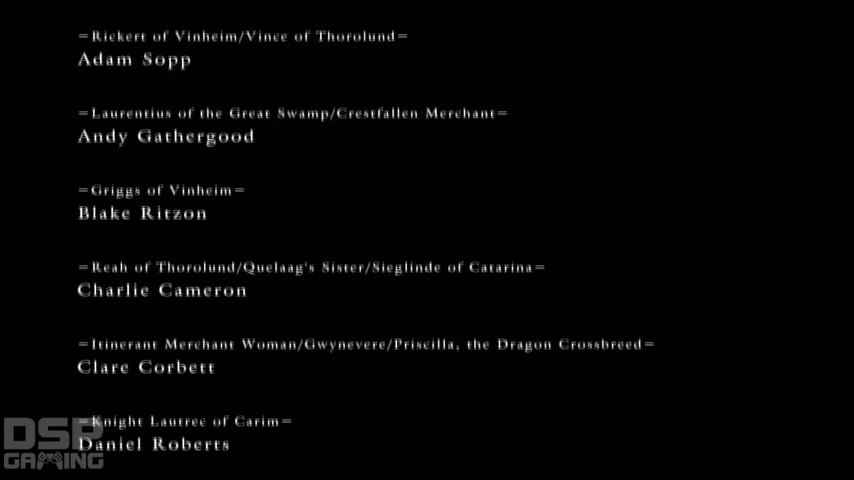 =Rickert of Vinheim/Vince of Thorolund=
Adam Sopp
=Laurentius of the Great Swamp/Crestfallen Merchant=
Andy Gathergood
=Griggs of Vinheim=
Blake Ritzon
=Reah of Thorolund/Quelaag's Sister/Sieglinde of Catarina=
Charlie Cameron
=Itinerant Merchant Woman/Gwynevere/Priscilla, the Dragon Crossbreed=
Clare Corbett
=Knight Lautrec of Carim=
Daniel Roberts
DSP
GAMING